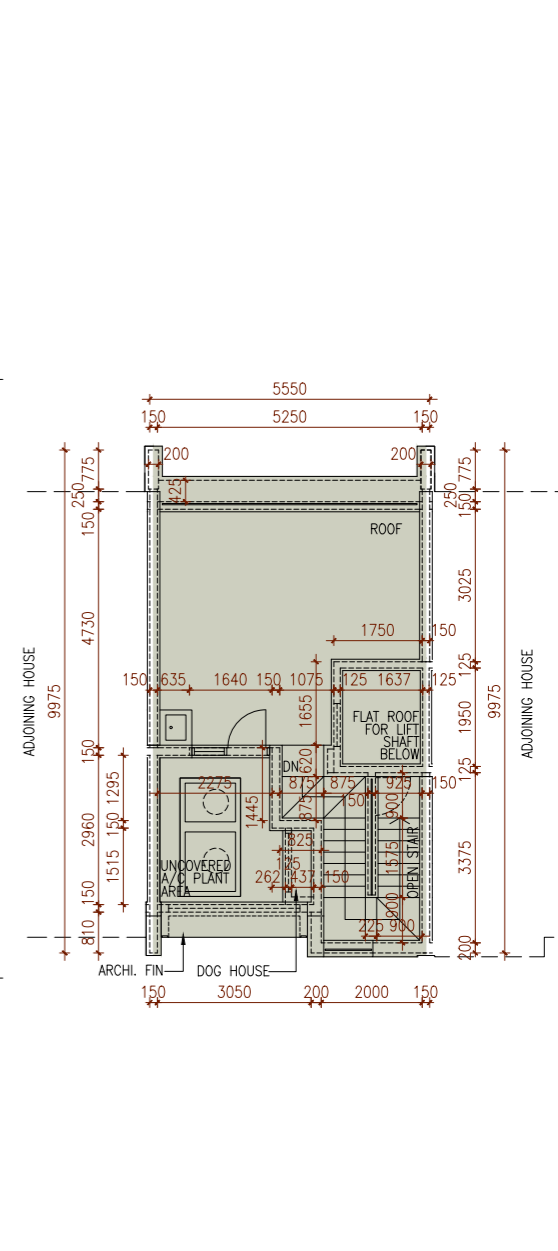 5550
150 5250 150
200 200
775 775
250 250
425
150 150
ROOF
3025
4730
1750 150
125
150 635 1640 150 1075 125 1637 125
ADJOINING HOUSE
9975
1655
1950
9975
ADJOINING HOUSE
FLAT ROOF
FOR LIFT
SHAFT
BELOW
150
620
DN
125
1295
2275 875 875 925 150
150
900
1445
875
150
2960
825
1575
3375
125
UNCOVERED
A/C PLANT
AREA
1515
262 437 150
OPEN STAIR
150
900
225 900
810
200
ARCHI. FIN
DOG HOUSE
150 3050 200 2000 150